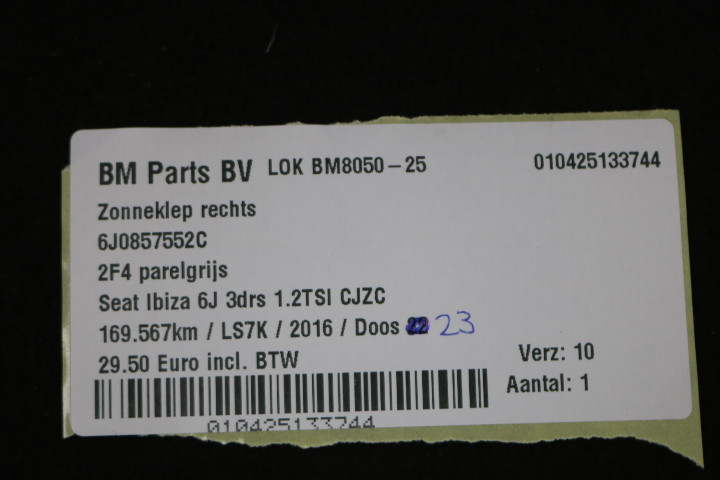 BM Parts BV LOK BM8050-25 010425133744
Zonneklep rechts
6J0857552C
2F4 parelgrijs
Seat Ibiza 6J 3drs 1.2TSI CJZC
169.567km / LS7K / 2016 / Doos 23
29.50 Euro incl. BTW
Verz: 10
Aantal: 1
010425133744